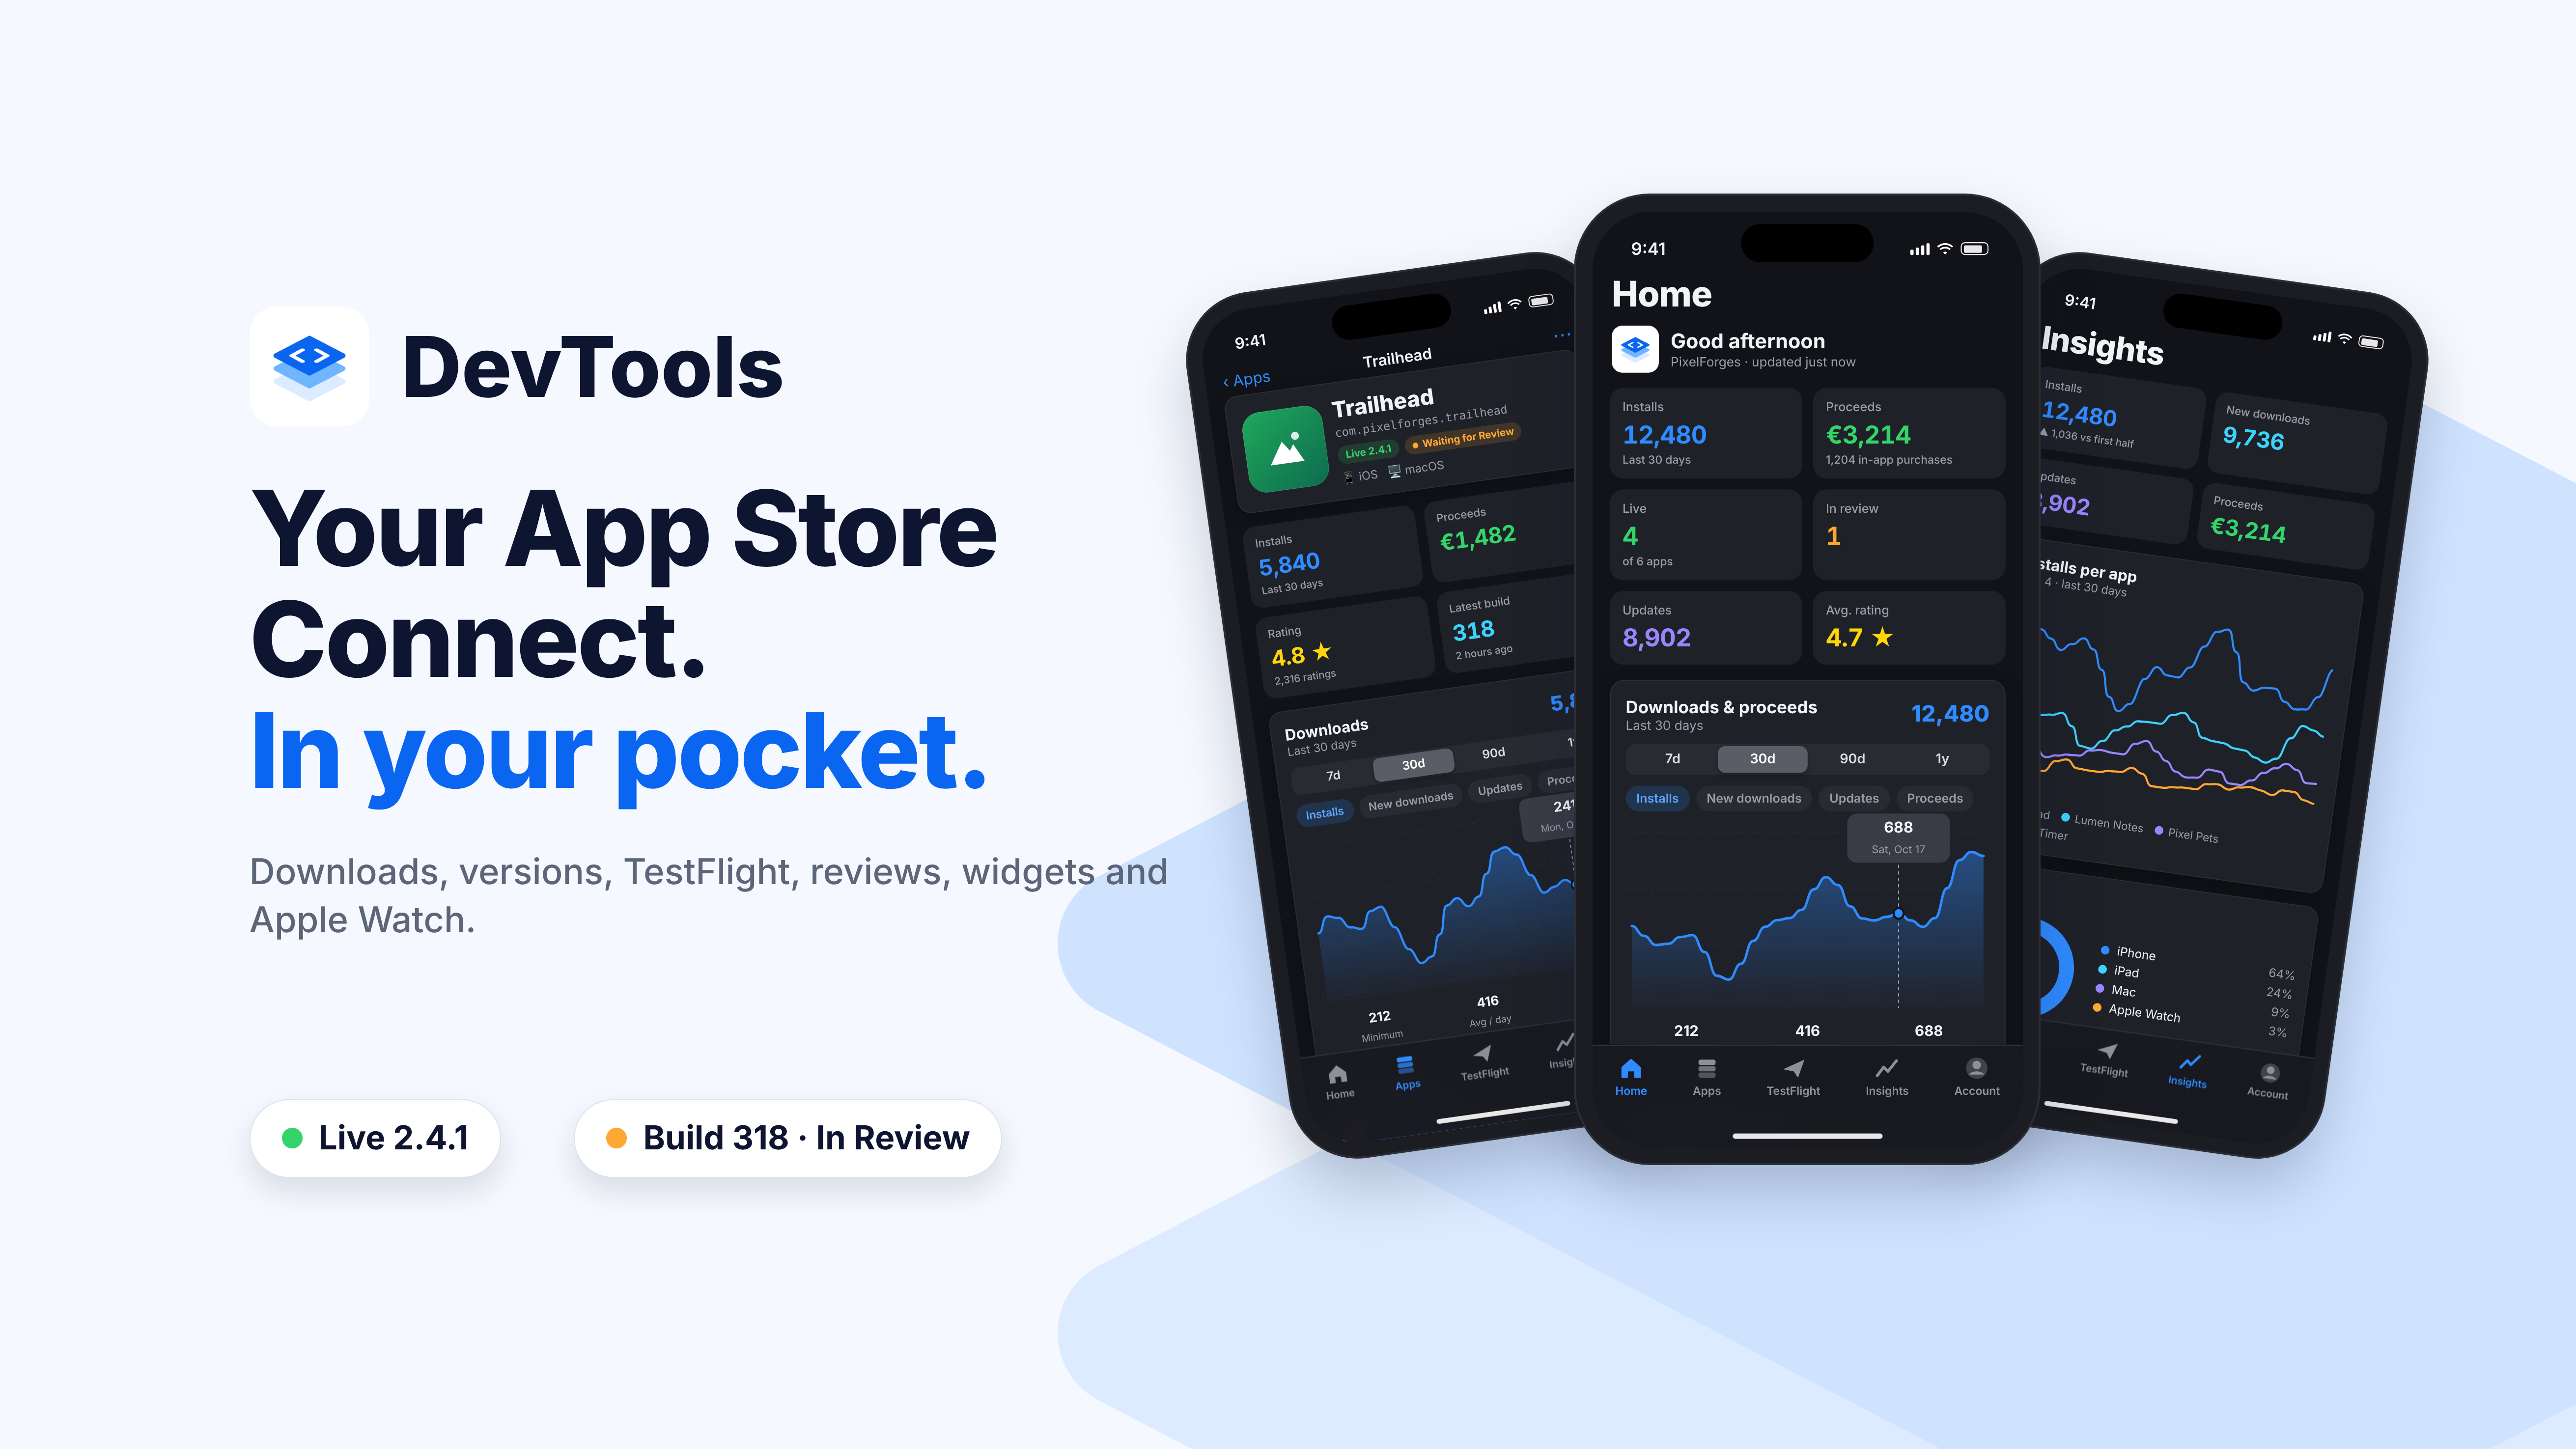 DevTools
Your App Store
Connect.
In your pocket.
Downloads, versions, TestFlight, reviews, widgets and
Apple Watch.
Live 2.4.1
Build 318 · In Review
9:41
‹ Apps
Trailhead
...
Trailhead
com.pixelforges.trailhead
Live 2.4.1
Waiting for Review
iOS
macOS
Installs
5,840
Last 30 days
Proceeds
€1,482
Rating
4.8 ★
2,316 ratings
Latest build
318
2 hours ago
Downloads
Last 30 days
7d
30d
90d
Installs
New downloads
Updates
212
Minimum
416
Avg / day
Home
Apps
TestFlight
9:41
Home
Good afternoon
PixelForges · updated just now
Installs
12,480
Last 30 days
Proceeds
€3,214
1,204 in-app purchases
Live
4
of 6 apps
In review
1
Updates
8,902
Avg. rating
4.7 ★
Downloads & proceeds
Last 30 days
12,480
7d
30d
90d
1y
Installs
New downloads
Updates
Proceeds
688
Sat, Oct 17
212
416
688
Home
Apps
TestFlight
Insights
Account
9:41
Insights
Installs
12,480
▲ 1,036 vs first half
New downloads
9,736
Proceeds
€3,214
per app
4 · last 30 days
Lumen Notes
Pixel Pets
Timer
iPhone
64%
iPad
24%
Mac
9%
Apple Watch
3%
TestFlight
Insights
Account